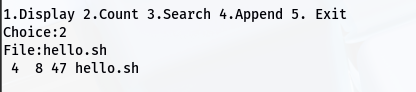 1.Display 2.Count 3.Search 4.Append 5. Exit
Choice:2
File:hello.sh
 4  8 47 hello.sh